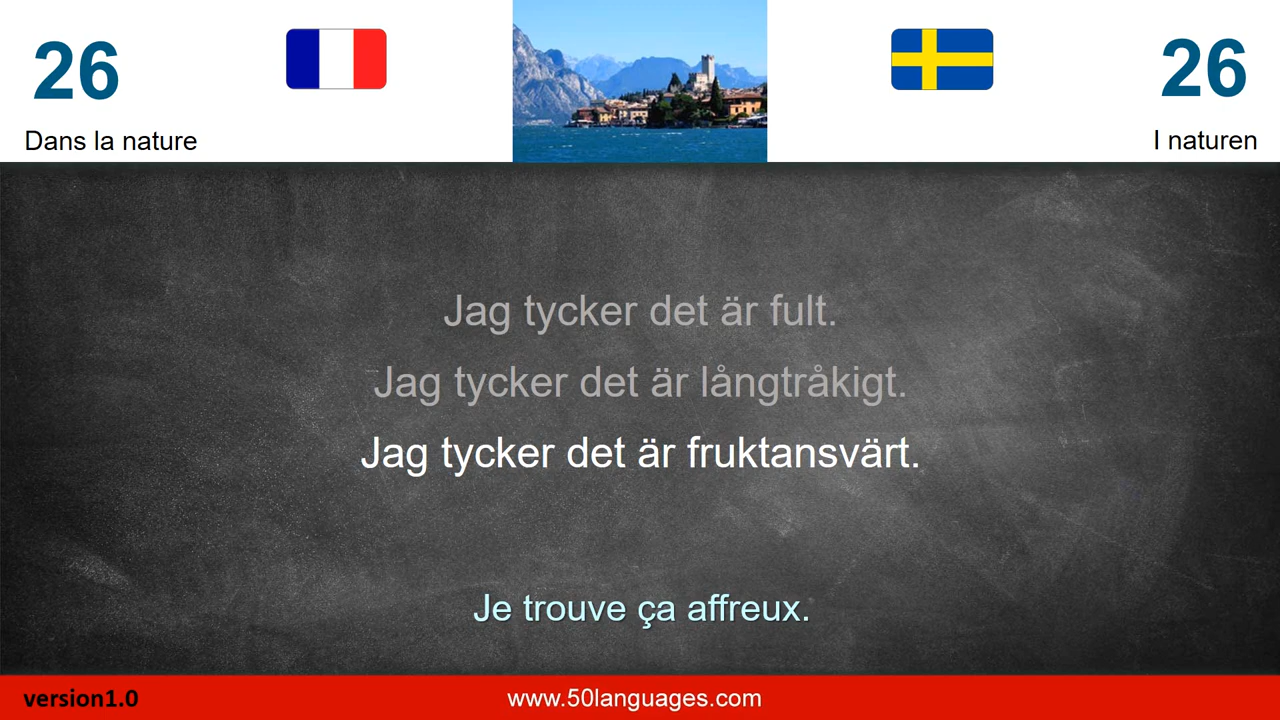 26
Dans la nature
26
I naturen
Jag tycker det är fult.
Jag tycker det är långtråkigt.
Jag tycker det är fruktansvärt.
Je trouve ça affreux.
version1.0
www.50languages.com